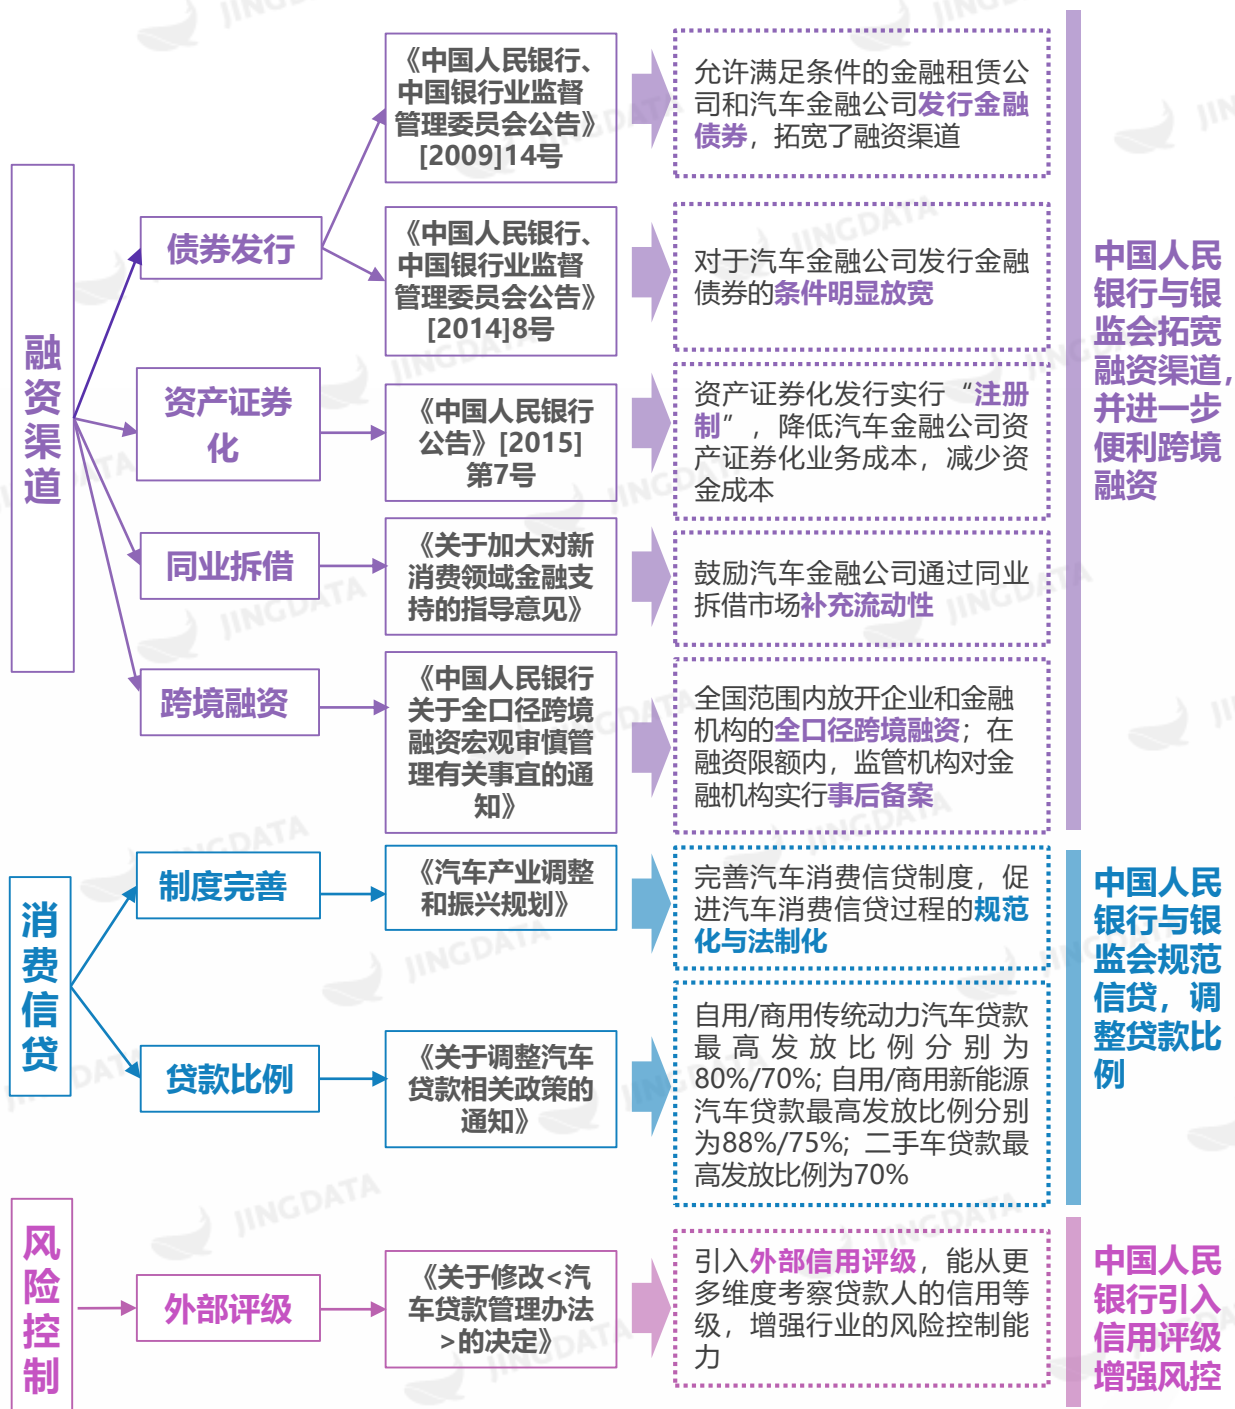 融
资
渠
道
债券发行
《中国人民银行、
中国银行业监督
管理委员会公告》
[2009]14号
允许满足条件的金融租赁公
司和汽车金融公司发行金融
债券，拓宽了融资渠道
《中国人民银行、
中国银行业监督
管理委员会公告》
[2014]8号
对于汽车金融公司发行金融
债券的条件明显放宽
资产证券
化
《中国人民银行
公告》[2015]
第7号
资产证券化发行实行“注册
制”，降低汽车金融公司资
产证券化业务成本，减少资
金成本
同业拆借
《关于加大对新
消费领域金融支
持的指导意见》
鼓励汽车金融公司通过同业
拆借市场补充流动性
跨境融资
《中国人民银行
关于全口径跨境
融资宏观审慎管
理有关事宜的通
知》
全国范围内放开企业和金融
机构的全口径跨境融资；在
融资限额内，监管机构对金
融机构实行事后备案
中国人民
银行与银
监会拓宽
融资渠道，
并进一步
便利跨境
融资
消
费
信
贷
制度完善
《汽车产业调整
和振兴规划》
完善汽车消费信贷制度，促
进汽车消费信贷过程的规范
化与法制化
贷款比例
《关于调整汽车
贷款相关政策的
通知》
自用/商用传统动力汽车贷款
最高发放比例分别为
80%/70%；自用/商用新能源
汽车贷款最高发放比例分别
为88%/75%；二手车贷款最
高发放比例为70%
中国人民
银行与银
监会规范
信贷，调
整贷款比
例
风
险
控
制
外部评级
《关于修改<汽
车贷款管理办法
>的决定》
引入外部信用评级，能从更
多维度考察贷款人的信用等
级，增强行业的风险控制能
力
中国人民
银行引入
信用评级
增强风控
JINGDATA